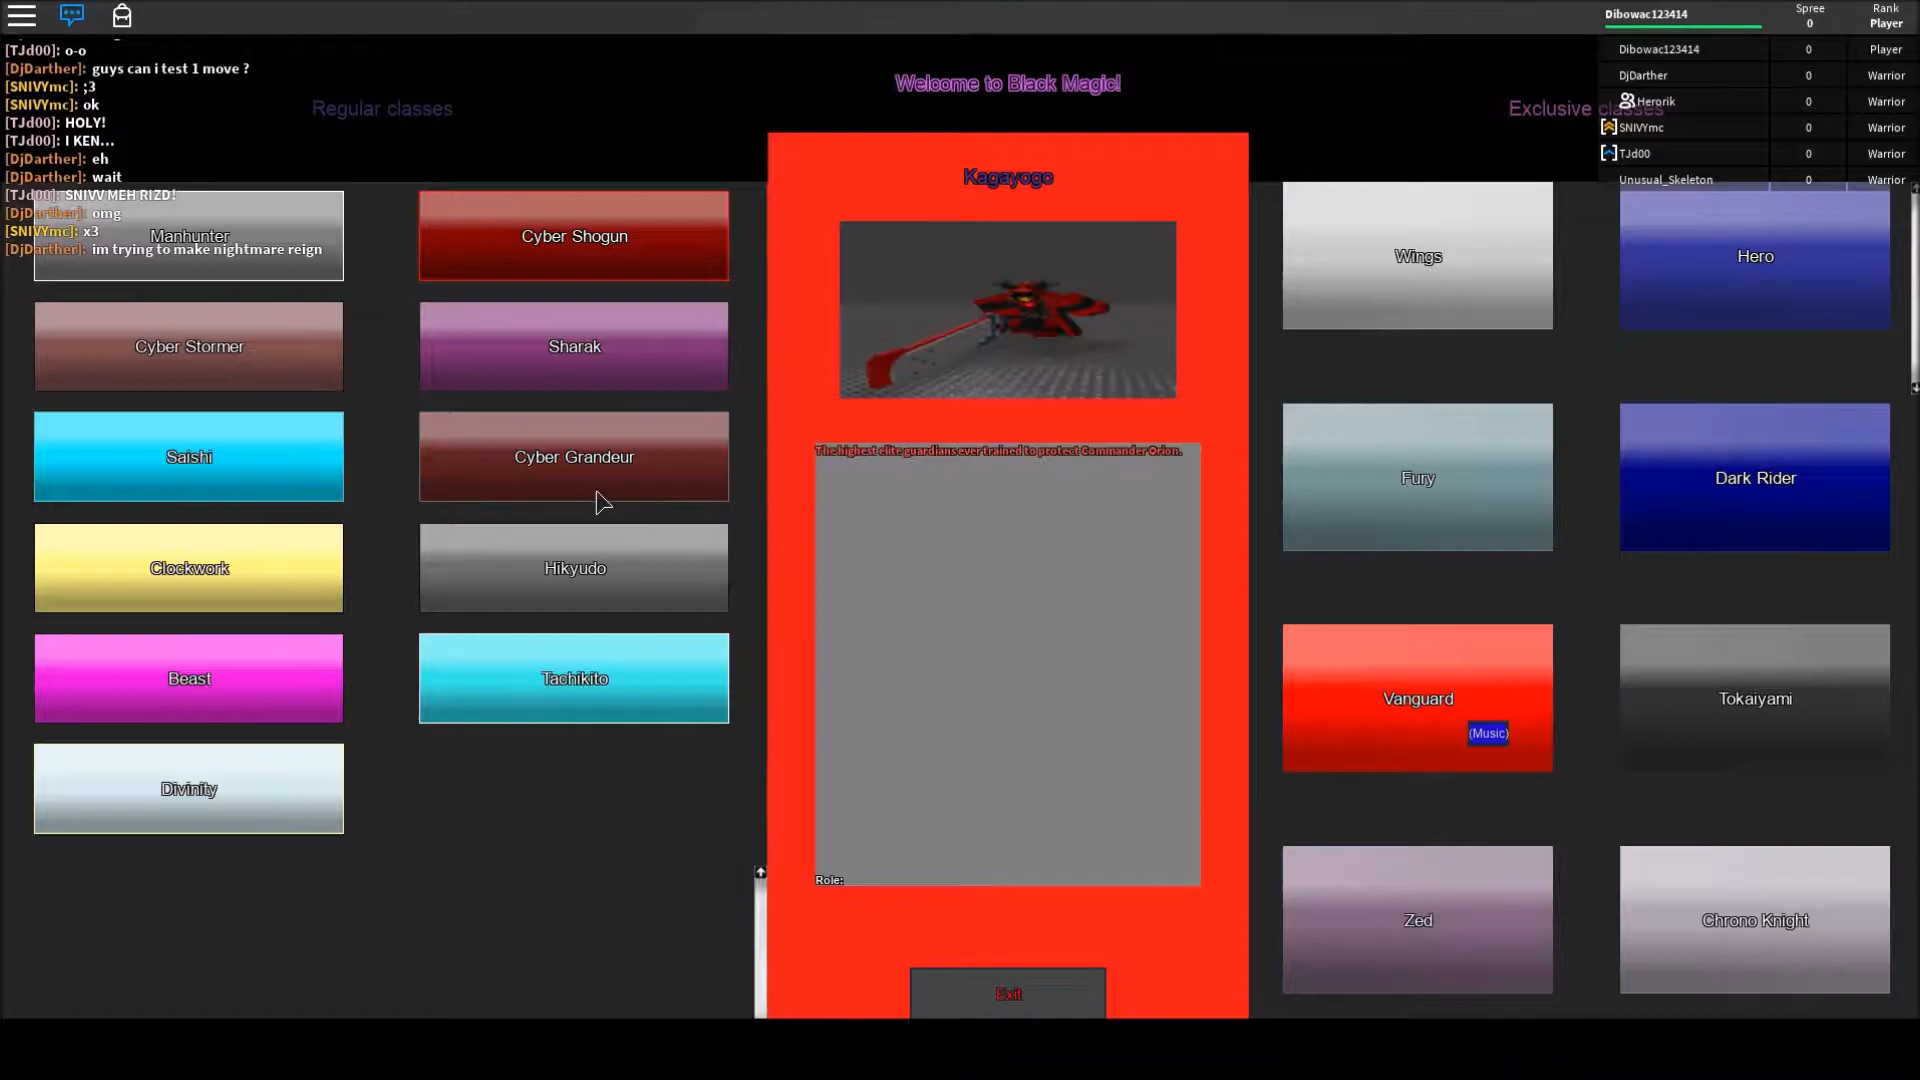 [TJd00]: o-o
[DjDarther]: guys can i test 1 move ?
[SNIVYmc]: ;3
[SNIVYmc]: ok
[TJd00]: HOLY!
[TJd00]: I KEN...
[DjDarther]: eh
[DjDarther]: wait
[TJd00]: SNIVV MEH RIZD!
[DjDarther]: omg
[SNIVYmc]: x3
[DjDarther]: im trying to make nightmare reign
Regular classes
Manhunter
Cyber Shogun
Cyber Stormer
Sharak
Saishi
Cyber Grandeur
Clockwork
Hikyudo
Beast
Tachikito
Divinity
Welcome to Black Magic!
Kagayogo
The highest elite guardians ever trained to protect Commander Orion.
Role:
Exit
Exclusive classes
Wings
Hero
Fury
Dark Rider
Vanguard
(Music)
Tokaiyami
Zed
Chrono Knight
Dibowac123414 Spree 0 Rank Player
Dibowac123414 0 Player
DjDarther 0 Warrior
Herorik 0 Warrior
SNIVYmc 0 Warrior
TJd00 0 Warrior
Unusual_Skeleton 0 Warrior